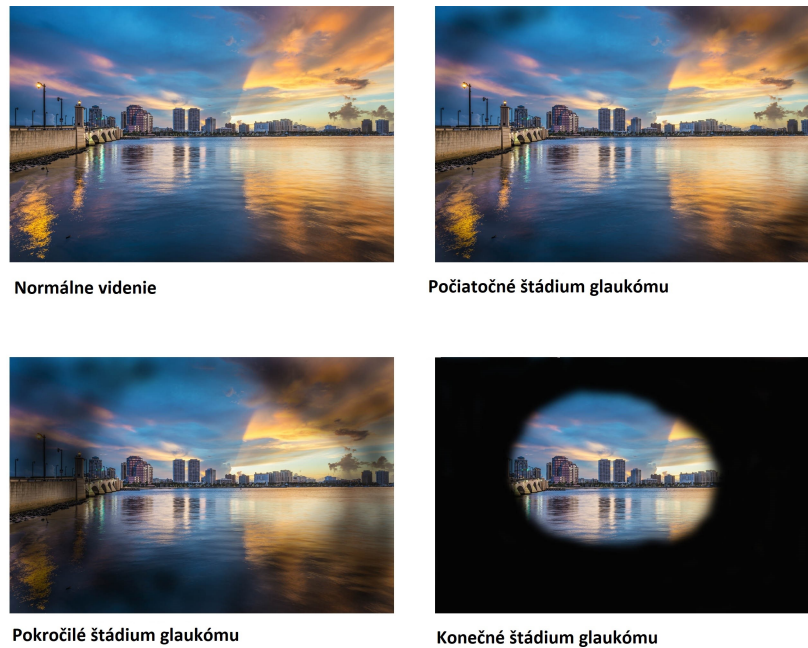 Normálne videnie
Počiatočné štádium glaukómu
Pokročilé štádium glaukómu
Konečné štádium glaukómu